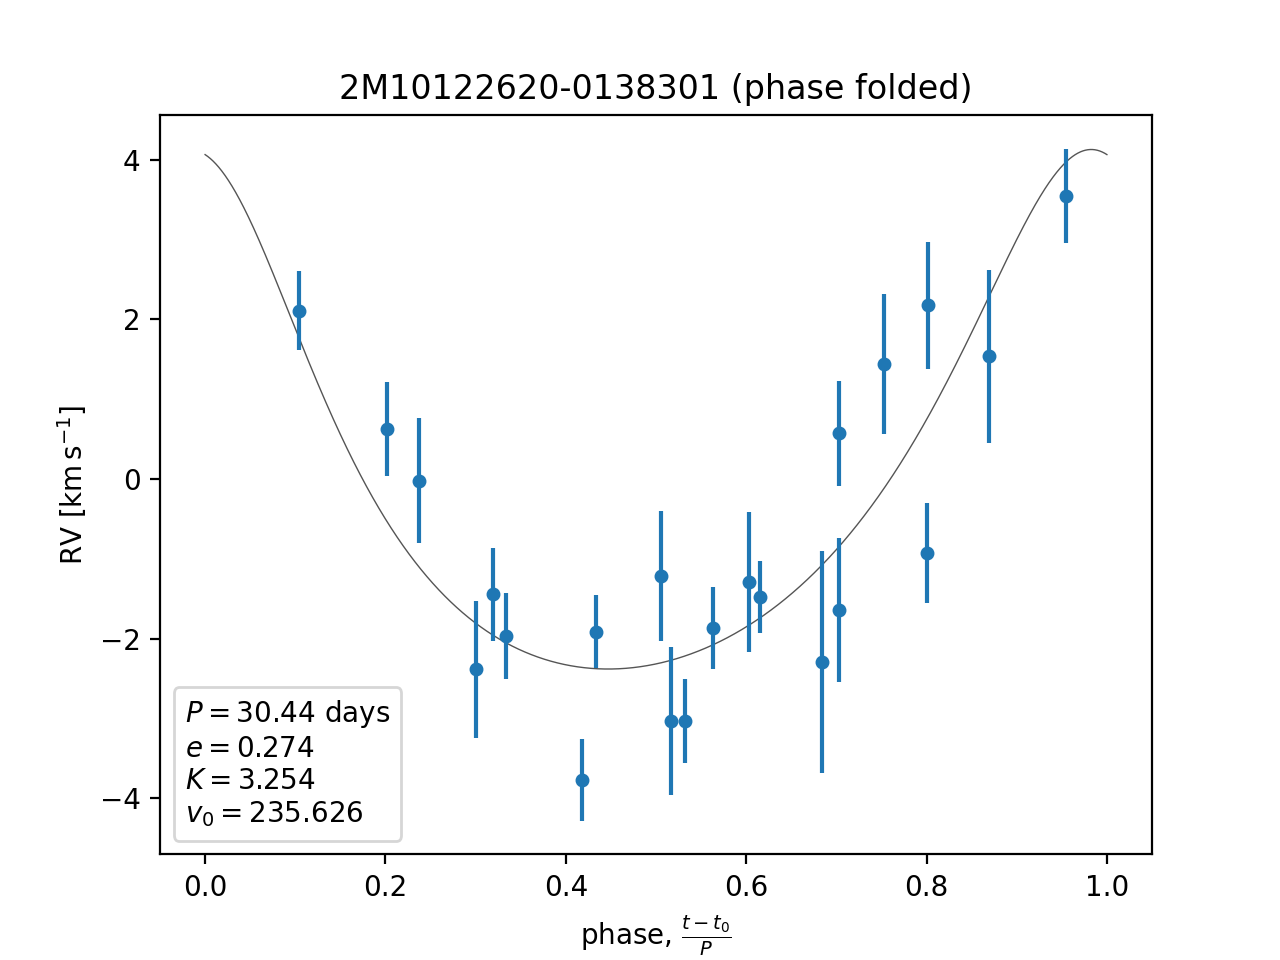 2M10122620-0138301 (phase folded)
RV [km s⁻¹]
4
2
0
−2
−4
P = 30.44 days
e = 0.274
K = 3.254
v₀ = 235.626
0.0 0.2 0.4 0.6 0.8 1.0
phase, (t − t₀)/P